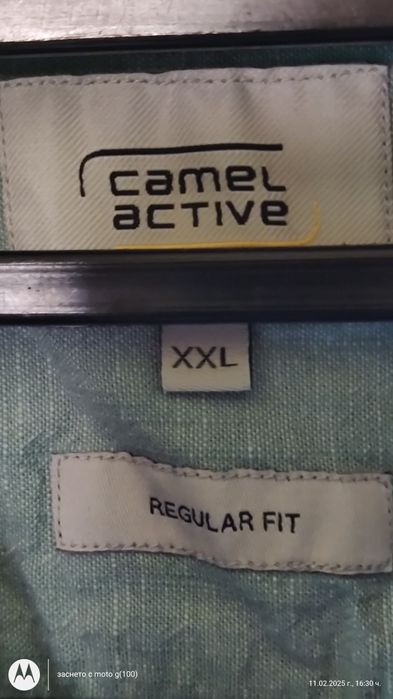 camel
active
XXL
REGULAR FIT
заснето с moto g(100)
11.02.2025 г., 16:30 ч.